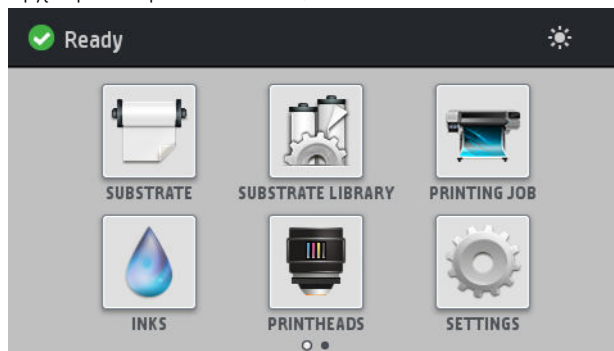 Ready
SUBSTRATE
SUBSTRATE LIBRARY
PRINTING JOB
INKS
PRINTHEADS
SETTINGS